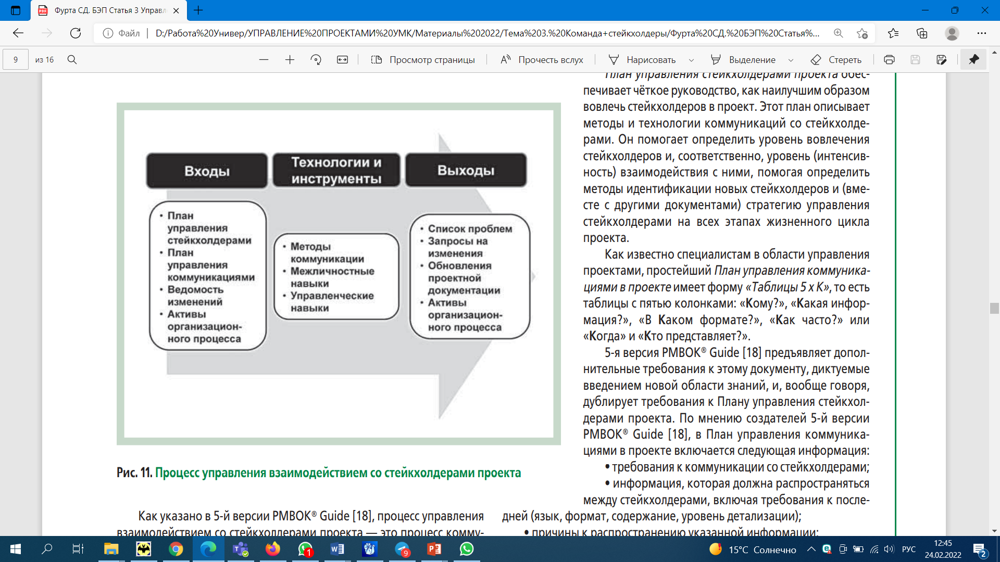 Фурта СД. БЭП Статья 3 Управл
Файл
D:/Работа%20Универ/УПРАВЛЕНИЕ%20ПРОЕКТАМИ%20УМК/Материалы%202022/Тема%203.%20Команда+стейкхолдеры/Фурта%20СД.%20БЭП%20Статья%...
9 из 16
Просмотр страницы
Прочесть вслух
Нарисовать
Выделение
Стереть
Входы
Технологии и
инструменты
Выходы
• План
управления
стейкхолдерами
• План
управления
коммуникациями
• Ведомость
изменений
• Активы
организацион-
ного процесса
• Методы
коммуникации
• Межличностные
навыки
• Управленческие
навыки
• Список проблем
• Запросы на
изменения
• Обновления
проектной
документации
• Активы
организацион-
ного процесса
Рис. 11. Процесс управления взаимодействием со стейкхолдерами проекта
Как указано в 5-й версии PMBOK® Guide [18], процесс управления
взаимодействием со стейкхолдерами проекта — это процесс комму-
План управления стейкхолдерами проекта обес-
печивает чёткое руководство, как наилучшим образом
вовлечь стейкхолдеров в проект. Этот план описывает
методы и технологии коммуникаций со стейкхолде-
рами. Он помогает определить уровень вовлечения
стейкхолдеров и, соответственно, уровень (интенсив-
ность) взаимодействия с ними, помогая определить
методы идентификации новых стейкхолдеров и (вме-
сте с другими документами) стратегию управления
стейкхолдерами на всех этапах жизненного цикла
проекта.
Как известно специалистам в области управления
проектами, простейший План управления коммуника-
циями в проекте имеет форму «Таблицы 5 x К», то есть
таблицы с пятью колонками: «Кому?», «Какая инфор-
мация?», «В Каком формате?», «Как часто?» или
«Когда» и «Кто представляет?».
5-я версия PMBOK® Guide [18] предъявляет допол-
нительные требования к этому документу, диктуемые
введением новой области знаний, и, вообще говоря,
дублирует требования к Плану управления стейкхол-
дерами проекта. По мнению создателей 5-й версии
PMBOK® Guide [18], в План управления коммуника-
циями в проекте включается следующая информация:
• требования к коммуникации со стейкхолдерами;
• информация, которая должна распространяться
между стейкхолдерами, включая требования к после-
дней (язык, формат, содержание, уровень детализации);
• причины к распространению указанной информации;
1
9
15°C Солнечно
РУС
12:45
24.02.2022
2